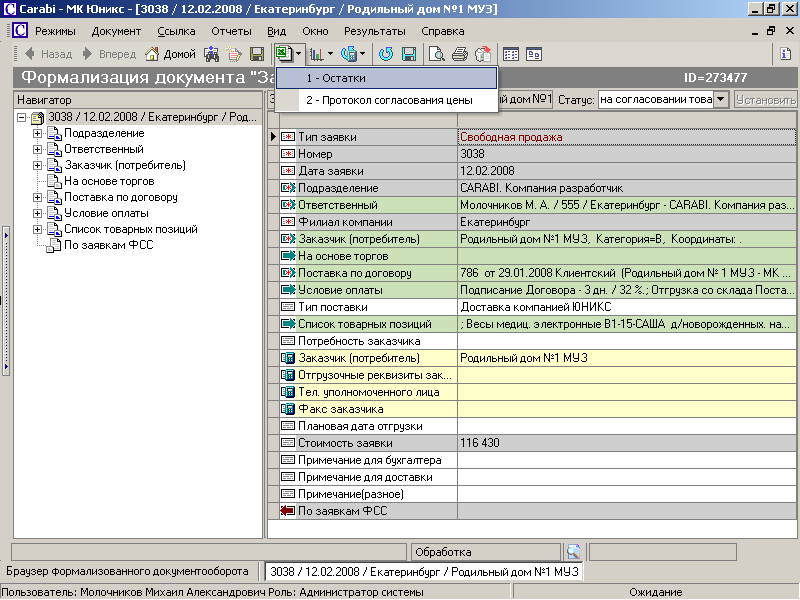 Carabi - МК Юникс - [3038 / 12.02.2008 / Екатеринбург / Родильный дом №1 МУЗ]
Режимы Документ Ссылка Отчеты Вид Окно Результаты Справка
Назад Вперед Домой
Формализация документа "За
ID=273477
1 - Остатки
2 - Протокол согласования цены
Навигатор
й дом №1 Статус: на согласовании това Установить
3038 / 12.02.2008 / Екатеринбург / Род...
Подразделение
Ответственный
Заказчик (потребитель)
На основе торгов
Поставка по договору
Условие оплаты
Список товарных позиций
По заявкам ФСС
Тип заявки Свободная продажа
Номер 3038
Дата заявки 12.02.2008
Подразделение CARABI. Компания разработчик
Ответственный Молочников М. А. / 555 / Екатеринбург - CARABI. Компания раз...
Филиал компании Екатеринбург
Заказчик (потребитель) Родильный дом №1 МУЗ, Категория=B, Координаты: .
На основе торгов
Поставка по договору 786 от 29.01.2008 Клиентский (Родильный дом № 1 МУЗ - МК ...
Условие оплаты Подписание Договора - 3 дн. / 32 %.; Отгрузка со склада Поста...
Тип поставки Доставка компанией ЮНИКС
Список товарных позиций ; Весы медиц. электронные В1-15-САША д/новорожденных. на...
Потребность заказчика
Заказчик (потребитель) Родильный дом №1 МУЗ
Отгрузочные реквизиты зак...
Тел. уполномоченного лица
Факс заказчика
Плановая дата отгрузки
Стоимость заявки 116 430
Примечание для бухгалтера
Примечание для доставки
Примечание(разное)
По заявкам ФСС
Обработка
Браузер формализованного документооборота 3038 / 12.02.2008 / Екатеринбург / Родильный дом №1 МУЗ
Пользователь: Молочников Михаил Александрович Роль: Администратор системы Ожидание